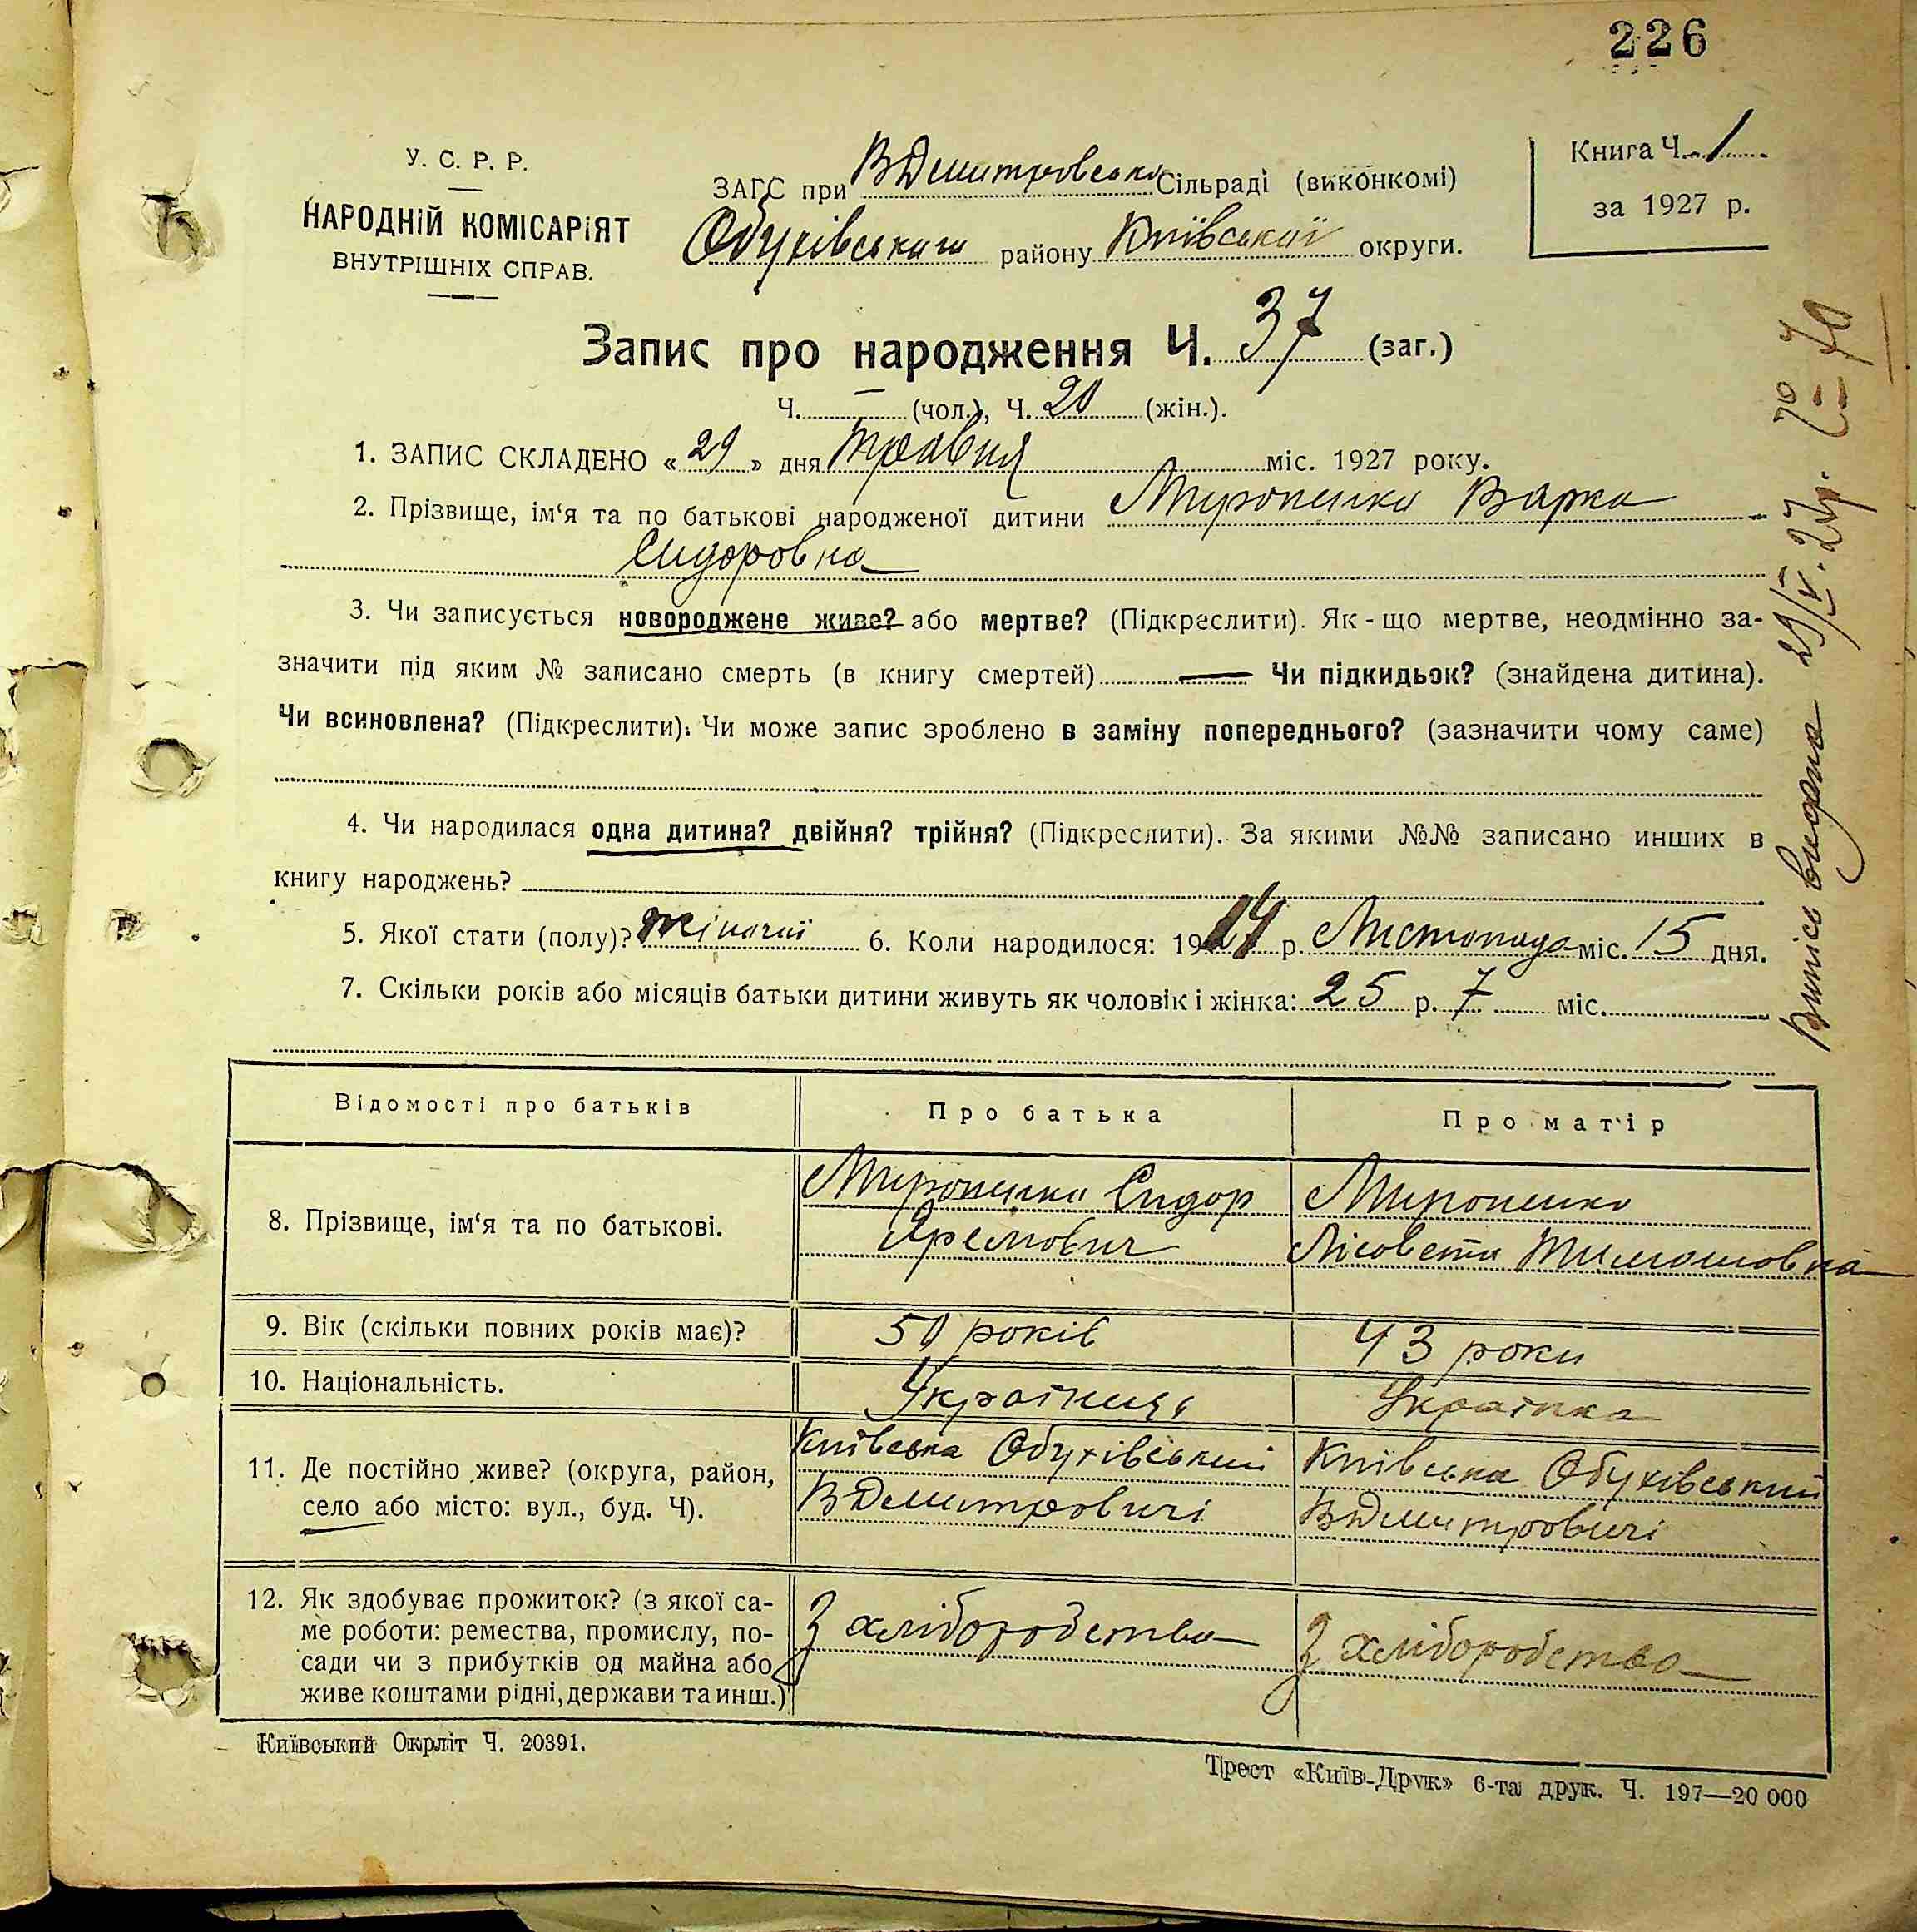 226
У. С. Р. Р.
НАРОДНІЙ КОМІСАРІЯТ
ВНУТРІШНІХ СПРАВ.
ЗАГС при ВДмитровській Сільраді (виконкомі)
Обухівського району Київської округи.
Книга Ч. 1
за 1927 р.
Запис про народження Ч. 37 (заг.)
Ч. — (чол.), Ч. 20 (жін.).
1. ЗАПИС СКЛАДЕНО « 29 » дня травня міс. 1927 року.
2. Прізвище, ім‘я та по батькові народженої дитини Мироненко Варка
Сидоровна
3. Чи записується новороджене живе? або мертве? (Підкреслити). Як-що мертве, неодмінно за-
значити під яким № записано смерть (в книгу смертей) — Чи підкидьок? (знайдена дитина).
Чи всиновлена? (Підкреслити). Чи може запис зроблено в заміну попереднього? (зазначити чому саме)
4. Чи народилася одна дитина? двійня? трійня? (Підкреслити). За якими №№ записано инших в
книгу народжень?
5. Якої стати (полу)? жіночої 6. Коли народилося: 1914 р. Листопада міс. 15 дня.
7. Скільки років або місяців батьки дитини живуть як чоловік і жінка: 25 р. 7 міс.
Випісь видана 29/V.27р.
Відомості про батьків Про батька Про матір
8. Прізвище, ім‘я та по батькові. Мироненко Сидор Яремович Мироненко Лісовета Тимошовна
9. Вік (скільки повних років має)? 50 років 43 роки
10. Національність. Українць Українка
11. Де постійно живе? (округа, район,
село або місто: вул., буд. Ч).
Київська Обухівський
ВДмитровичі
Київська Обухівський
ВДмитровичі
12. Як здобуває прожиток? (з якої са-
ме роботи: ремества, промислу, по-
сади чи з прибутків од майна або
живе коштами рідні, держави та инш.)
З хліборобства
З хліборобства
Київський Окрліт Ч. 20391.
Трест «Київ-Друк» 6-та друк. Ч. 197—20 000